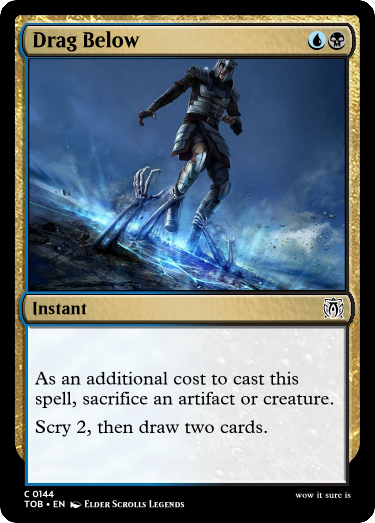 Drag Below
Instant
As an additional cost to cast this
spell, sacrifice an artifact or creature.
Scry 2, then draw two cards.
C 0144
TOB • EN Elder Scrolls Legends
wow it sure is